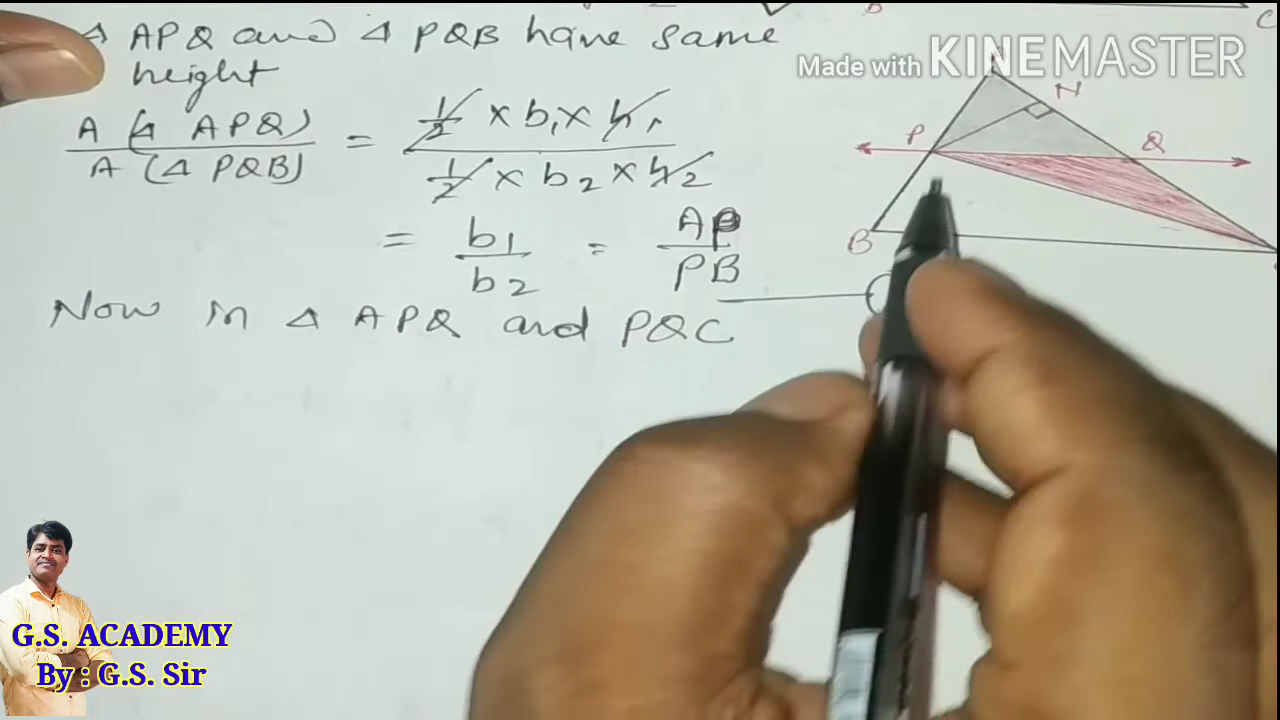 Δ APQ and Δ PQB have same
height
A (Δ APQ) / A (Δ PQB) = 1/2 × b1 × h1 / 1/2 × b2 × h2
= b1 / b2 = AP / PB
Now in Δ APQ and PQC
Made with KINEMASTER
B C
N
P Q
B
G.S. ACADEMY
By : G.S. Sir